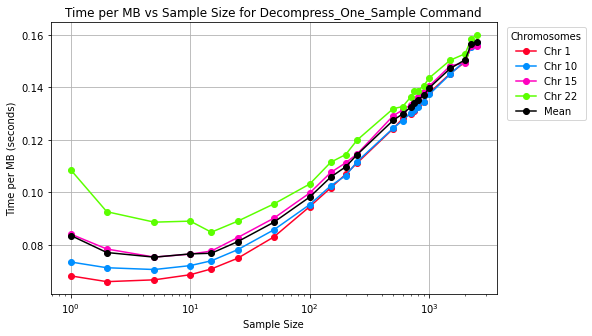 Time per MB vs Sample Size for Decompress_One_Sample Command
Time per MB (seconds)
0.16
0.14
0.12
0.10
0.08
10⁰
10¹
10²
10³
Sample Size
Chromosomes
Chr 1
Chr 10
Chr 15
Chr 22
Mean